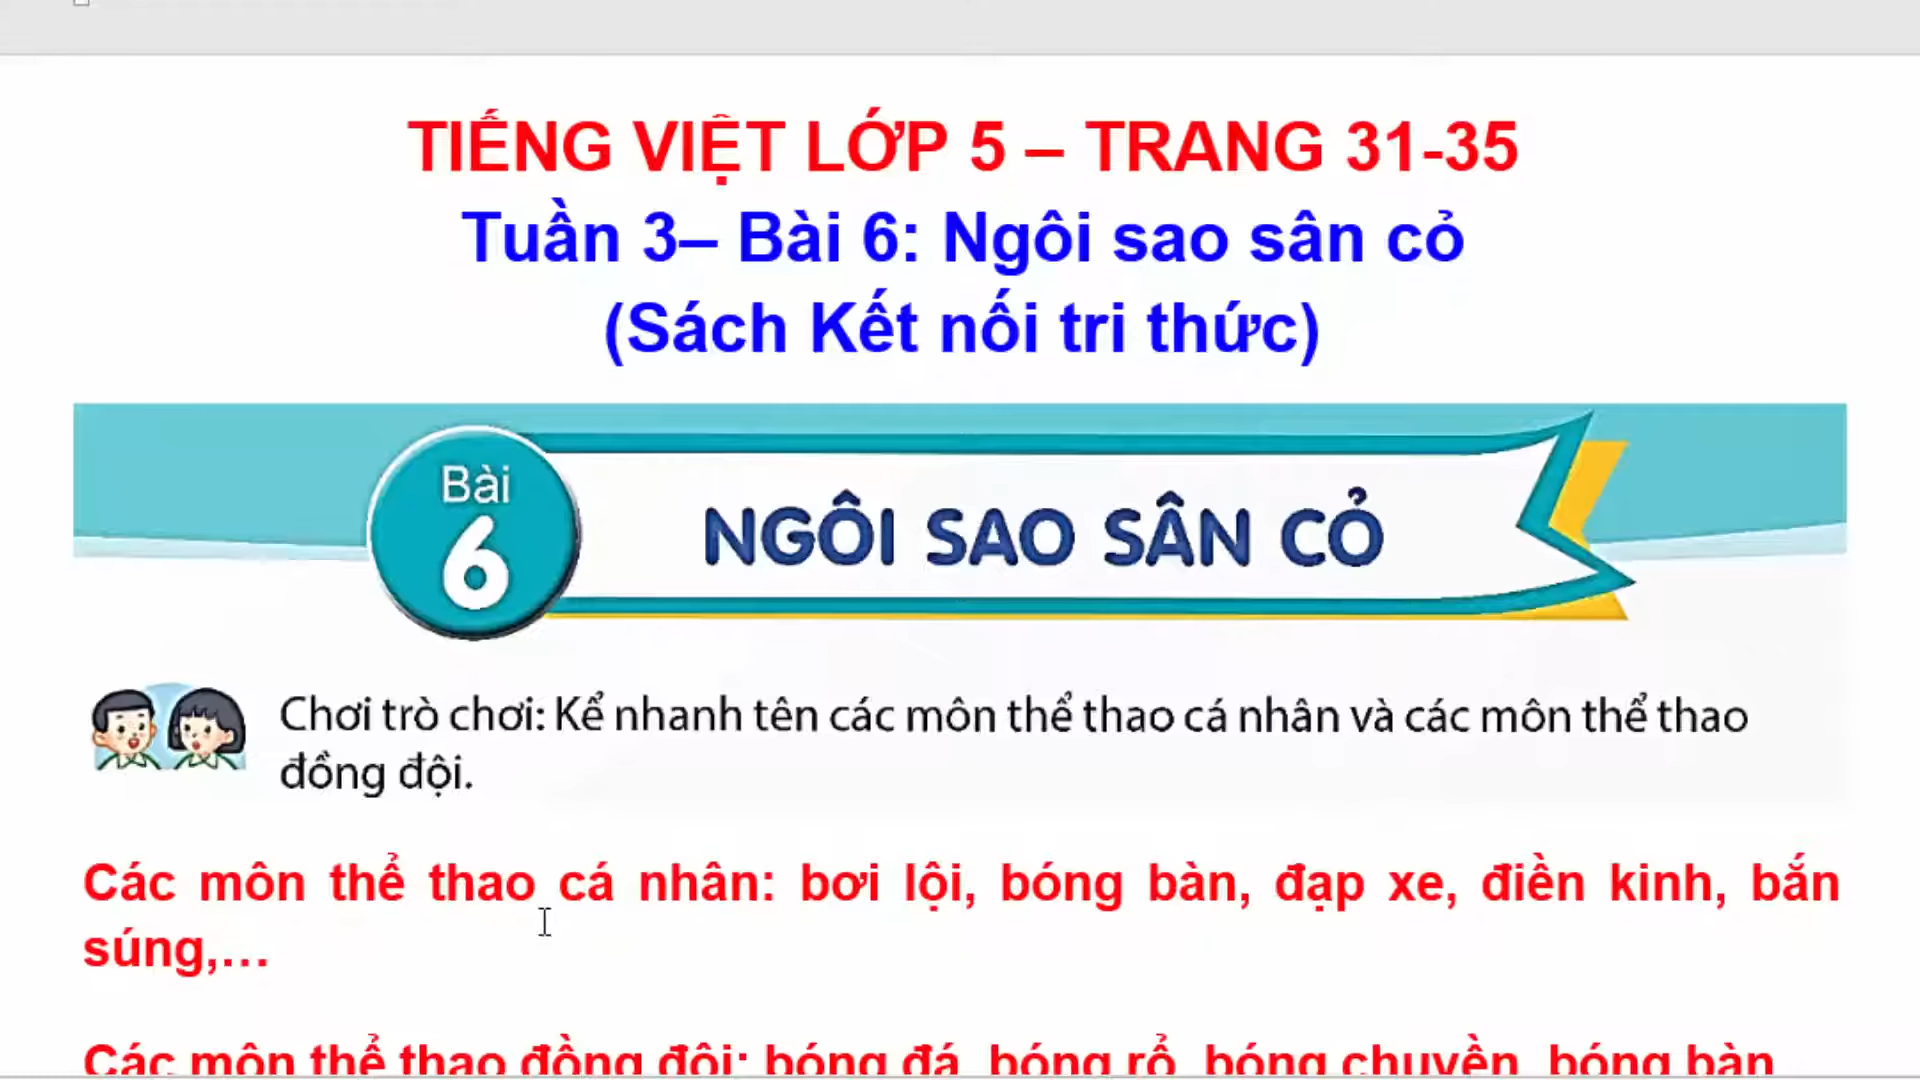 TIẾNG VIỆT LỚP 5 – TRANG 31-35
Tuần 3– Bài 6: Ngôi sao sân cỏ
(Sách Kết nối tri thức)
Bài
6
NGÔI SAO SÂN CỎ
Chơi trò chơi: Kể nhanh tên các môn thể thao cá nhân và các môn thể thao
đồng đội.
Các môn thể thao cá nhân: bơi lội, bóng bàn, đạp xe, điền kinh, bắn
súng,…
Các môn thể thao đồng đội: bóng đá, bóng rổ, bóng chuyền, bóng bàn